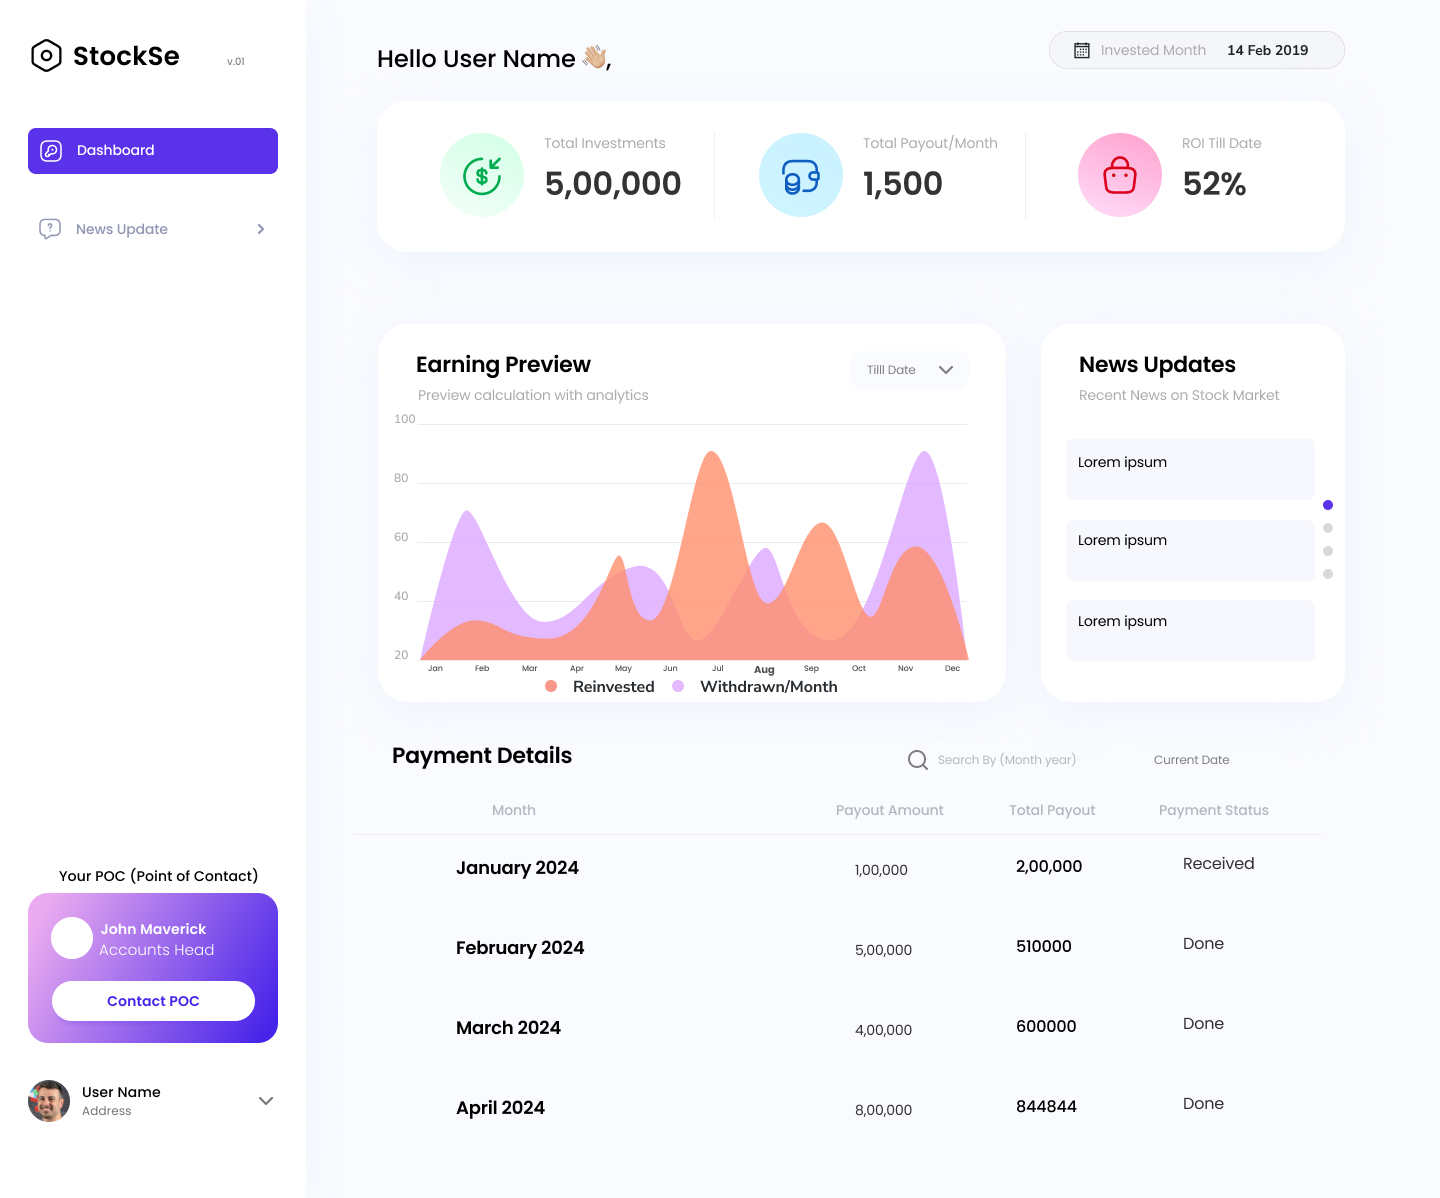 StockSe
v.01
Dashboard
News Update
Your POC (Point of Contact)
John Maverick
Accounts Head
Contact POC
User Name
Address
Hello User Name 👋🏼,
Invested Month 14 Feb 2019
Total Investments
5,00,000
Total Payout/Month
1,500
ROI Till Date
52%
Earning Preview
Tilll Date
Preview calculation with analytics
100
80
60
40
20
Jan Feb Mar Apr May Jun Jul Aug Sep Oct Nov Dec
Reinvested Withdrawn/Month
News Updates
Recent News on Stock Market
Lorem ipsum
Lorem ipsum
Lorem ipsum
Payment Details
Search By (Month year)
Current Date
Month Payout Amount Total Payout Payment Status
January 2024 1,00,000 2,00,000 Received
February 2024 5,00,000 510000 Done
March 2024 4,00,000 600000 Done
April 2024 8,00,000 844844 Done